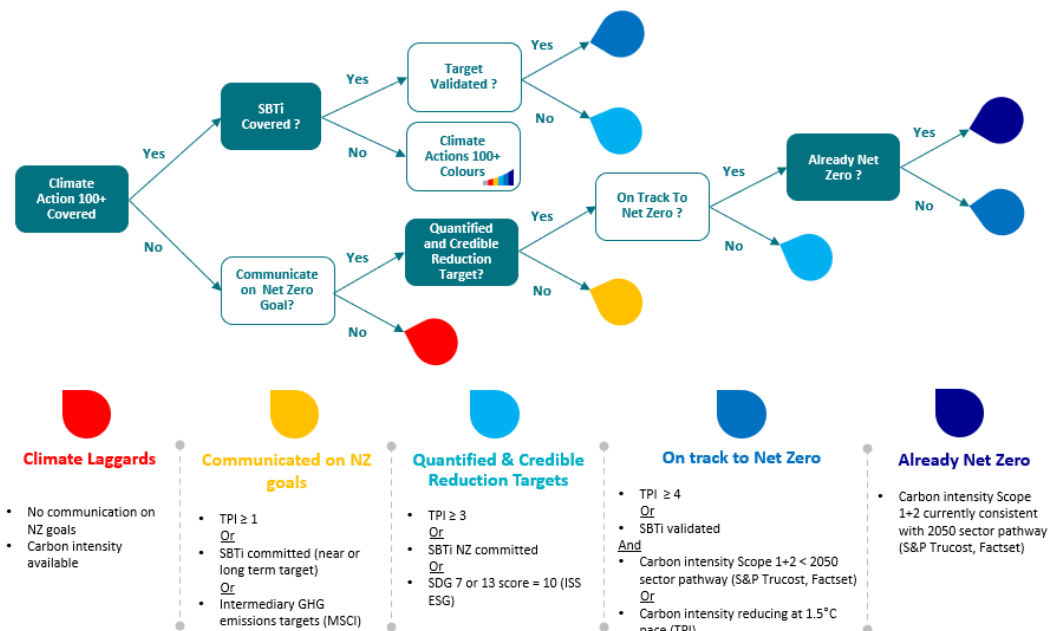 Yes
Target
Validated ?
Yes
No
SBTi
Covered ?
No
Climate
Actions 100+
Colours
Yes
Climate
Action 100+
Covered
No
Communicate
on Net Zero
Goal?
Yes
No
Quantified
and Credible
Reduction
Target?
Yes
No
On Track To
Net Zero ?
Yes
No
Already Net
Zero ?
Yes
No
Climate Laggards
• No communication on
NZ goals
• Carbon intensity
available
Communicated on NZ
goals
• TPI ≥ 1
Or
• SBTi committed (near or
long term target)
Or
• Intermediary GHG
emissions targets (MSCI)
Quantified & Credible
Reduction Targets
• TPI ≥ 3
Or
• SBTi NZ committed
Or
• SDG 7 or 13 score = 10 (ISS
ESG)
On track to Net Zero
• TPI ≥ 4
Or
• SBTi validated
And
• Carbon intensity Scope 1+2 < 2050
sector pathway (S&P Trucost, Factset)
Or
• Carbon intensity reducing at 1.5°C
pace (TPI)
Already Net Zero
• Carbon intensity Scope
1+2 currently consistent
with 2050 sector pathway
(S&P Trucost, Factset)